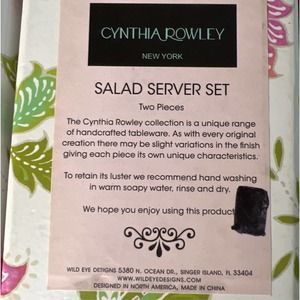 CYNTHIA ROWLEY
NEW YORK
SALAD SERVER SET
Two Pieces
The Cynthia Rowley collection is a unique range
of handcrafted tableware. As with every original
creation there may be slight variations in the finish
giving each piece its own unique characteristics.
To retain its luster we recommend hand washing
in warm soapy water, rinse and dry.
We hope you enjoy using this product
WILD EYE DESIGNS 5380 N. OCEAN DR., SINGER ISLAND, FL 33404
WWW.WILDEYEDESIGNS.COM
DESIGNED IN NORTH AMERICA, MADE IN CHINA